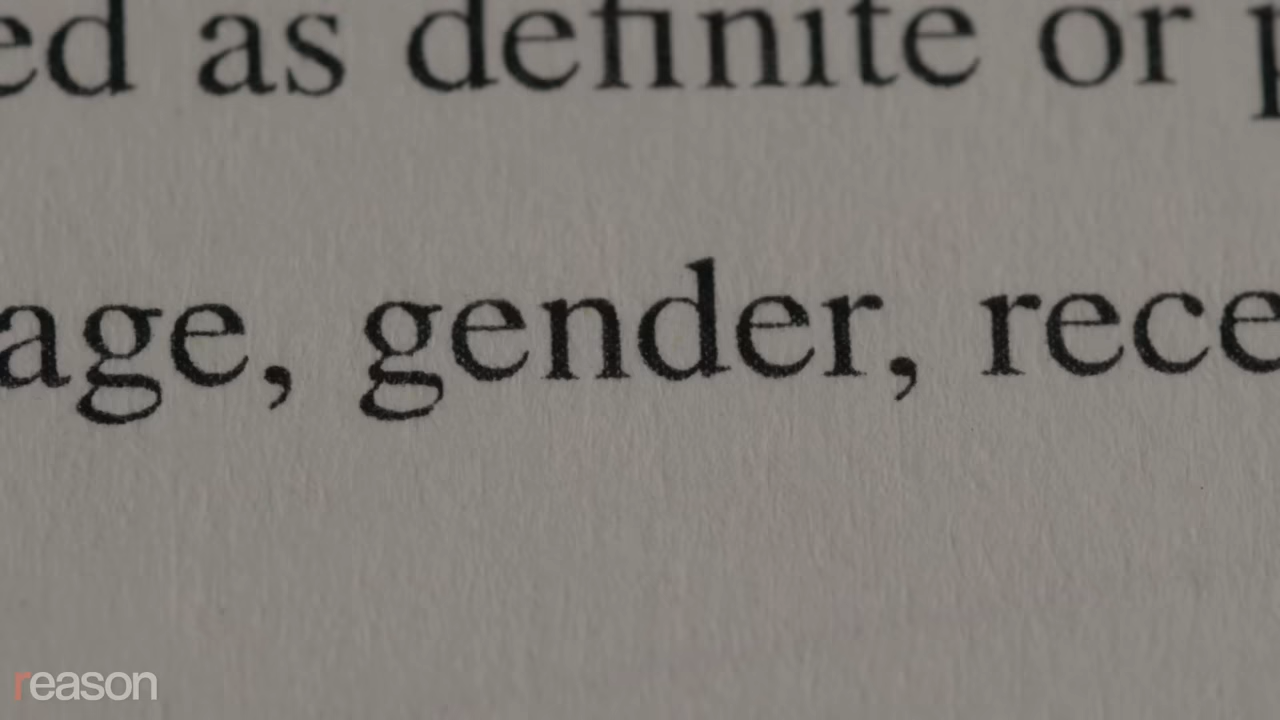 ed as definite or p
age, gender, rece
reason